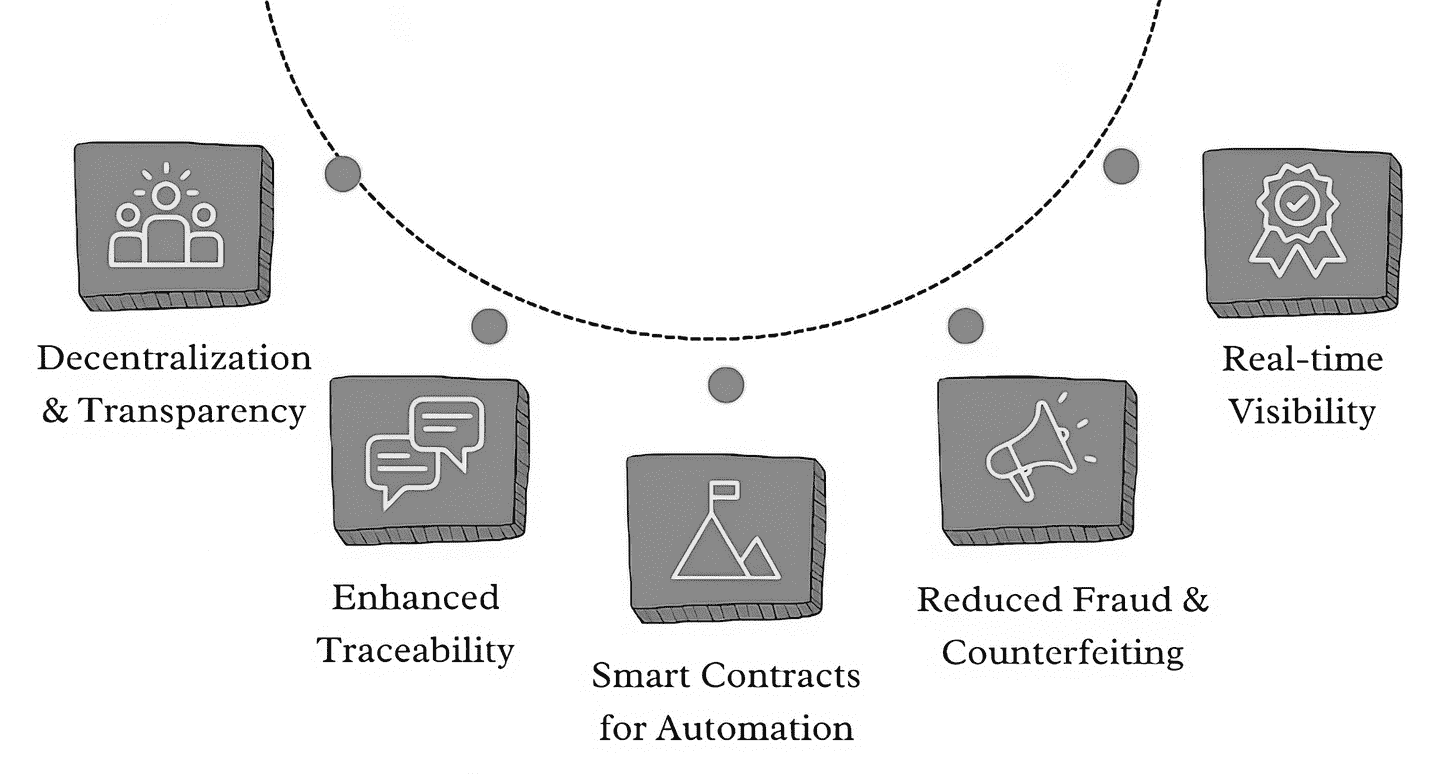 Decentralization
& Transparency
Enhanced
Traceability
Smart Contracts
for Automation
Reduced Fraud &
Counterfeiting
Real-time
Visibility